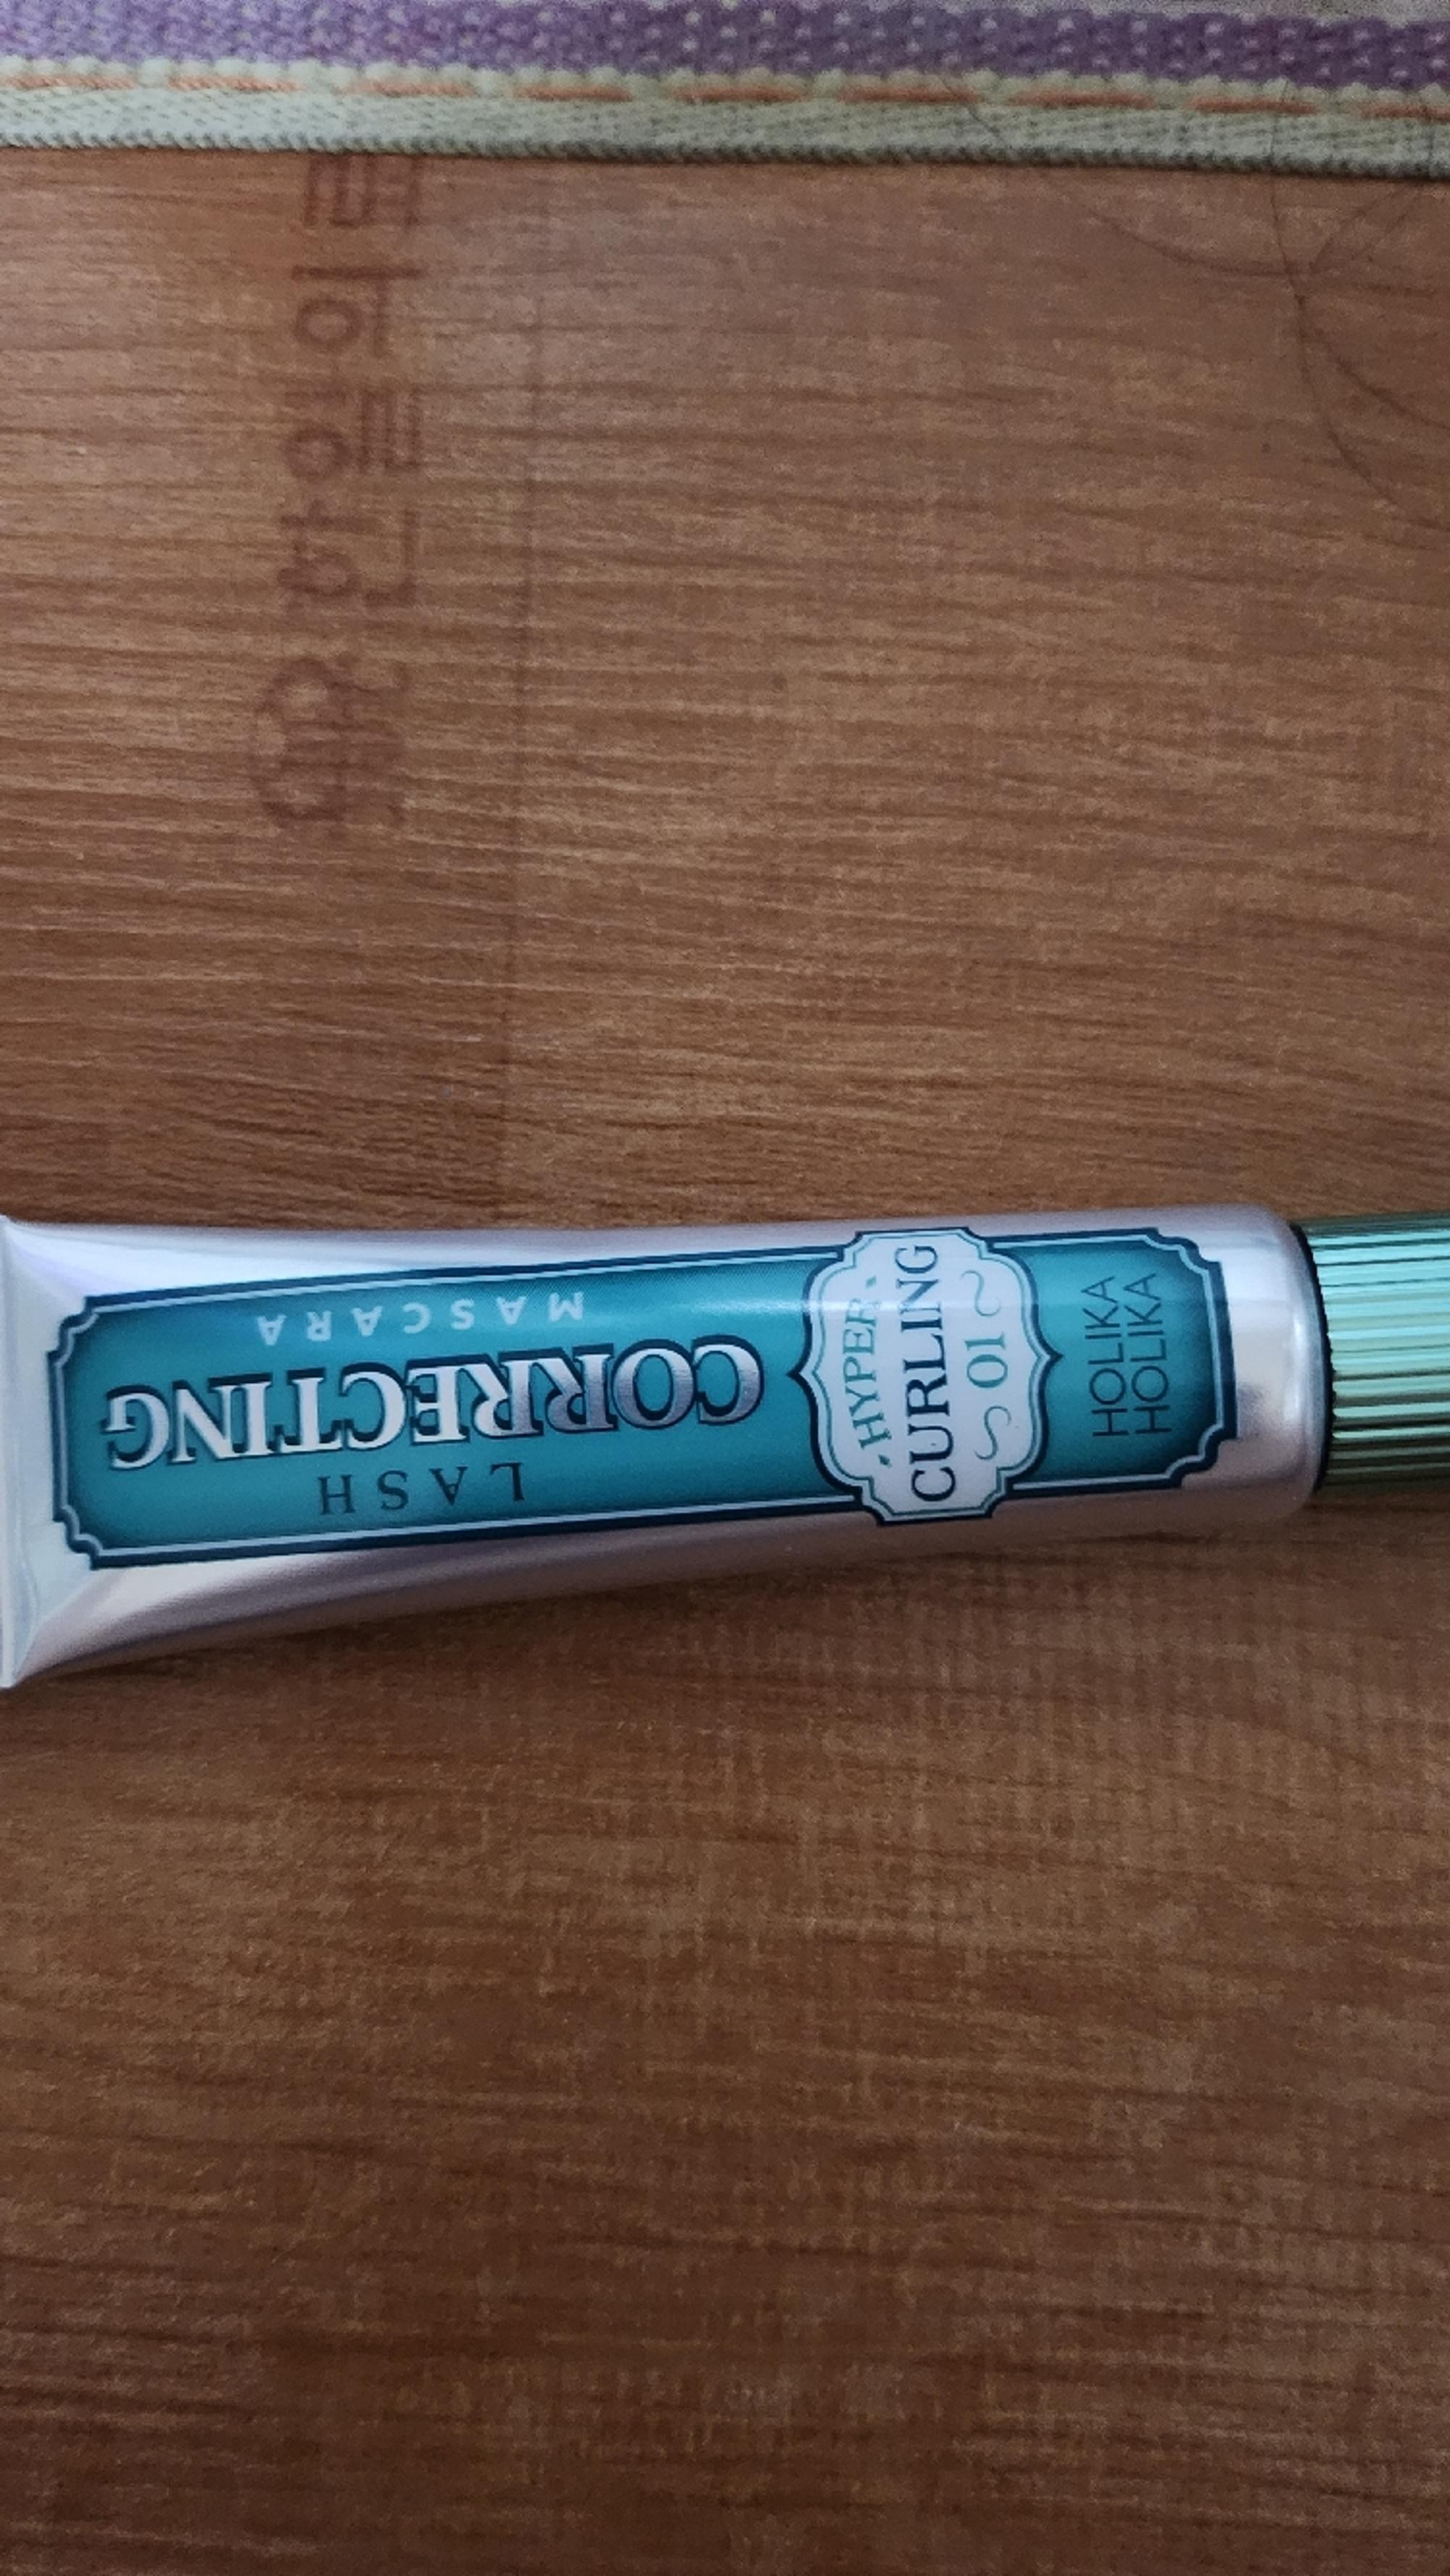 LASH
CORRECTING
MASCARA
HYPER
CURLING
01
HOLIKA
HOLIKA